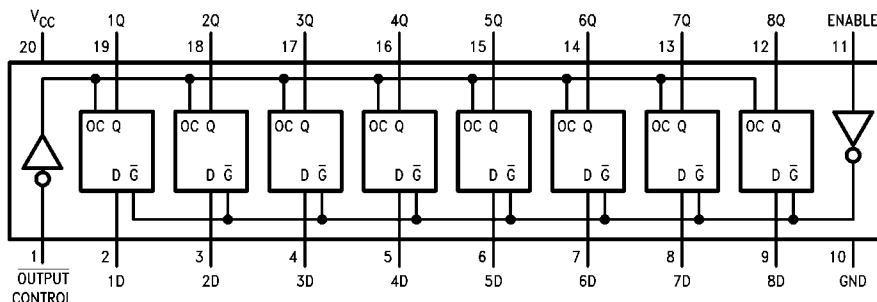 V_CC 1Q 2Q 3Q 4Q 5Q 6Q 7Q 8Q ENABLE
20 19 18 17 16 15 14 13 12 11
OC Q OC Q OC Q OC Q OC Q OC Q OC Q OC Q
D G̅ D G̅ D G̅ D G̅ D G̅ D G̅ D G̅ D G̅
1 2 3 4 5 6 7 8 9 10
O̅U̅T̅P̅U̅T̅ 1D 2D 3D 4D 5D 6D 7D 8D GND
CONTROL